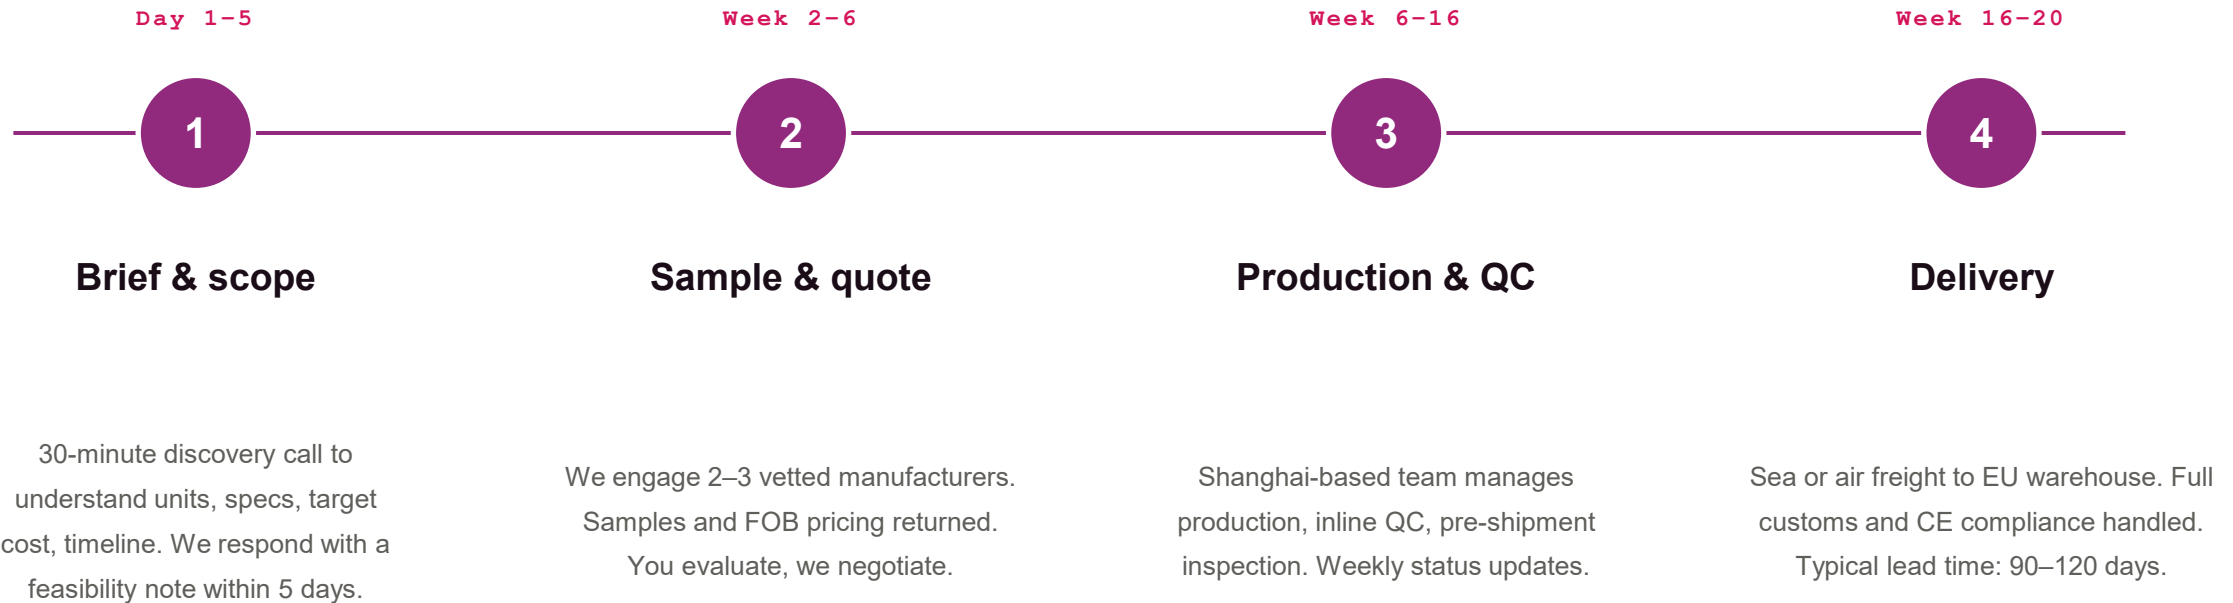 Day 1–5
Week 2–6
Week 6–16
Week 16–20
1
2
3
4
Brief & scope
Sample & quote
Production & QC
Delivery
30-minute discovery call to
understand units, specs, target
cost, timeline. We respond with a
feasibility note within 5 days.
We engage 2–3 vetted manufacturers.
Samples and FOB pricing returned.
You evaluate, we negotiate.
Shanghai-based team manages
production, inline QC, pre-shipment
inspection. Weekly status updates.
Sea or air freight to EU warehouse. Full
customs and CE compliance handled.
Typical lead time: 90–120 days.